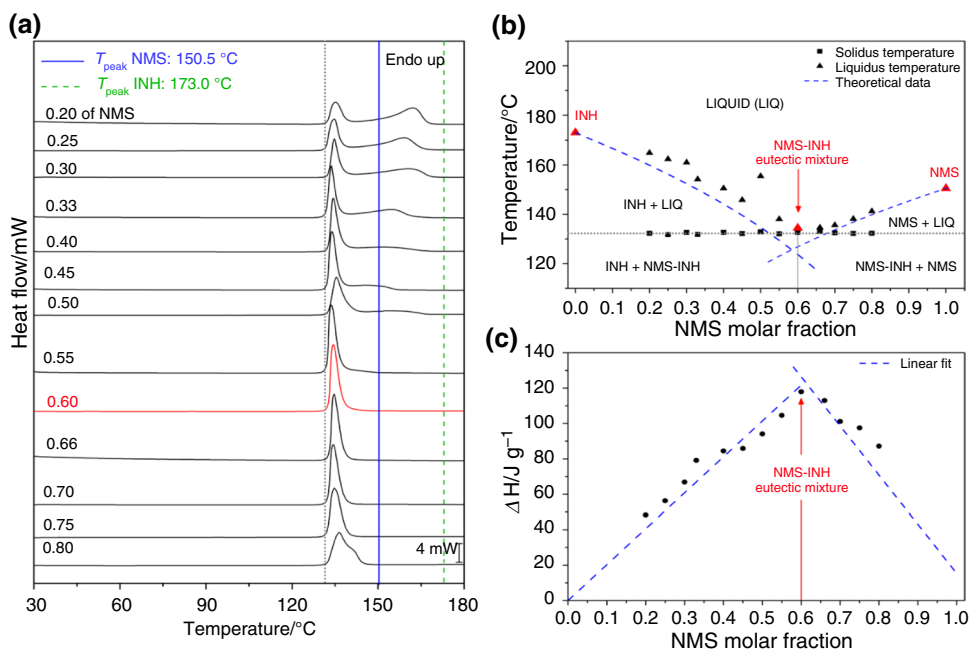 (a)
T_peak NMS: 150.5 °C
T_peak INH: 173.0 °C
Endo up
0.20 of NMS
0.25
0.30
0.33
0.40
0.45
0.50
0.55
0.60
0.66
0.70
0.75
0.80
4 mW
Heat flow/mW
30 60 90 120 150 180
Temperature/°C
(b)
Solidus temperature
Liquidus temperature
Theoretical data
LIQUID (LIQ)
INH
NMS-INH
eutectic mixture
NMS
INH + LIQ
NMS + LIQ
INH + NMS-INH
NMS-INH + NMS
200
180
160
140
120
Temperature/°C
0.0 0.1 0.2 0.3 0.4 0.5 0.6 0.7 0.8 0.9 1.0
NMS molar fraction
(c)
Linear fit
NMS-INH
eutectic mixture
140
120
100
80
60
40
20
0
ΔH/J g⁻¹
0.0 0.1 0.2 0.3 0.4 0.5 0.6 0.7 0.8 0.9 1.0
NMS molar fraction